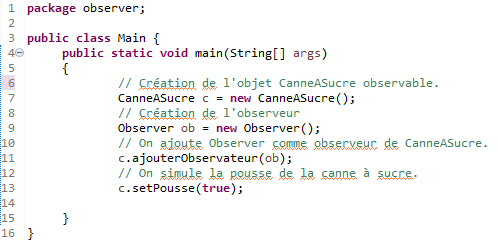 1 package observer;
2
3 public class Main {
4 public static void main(String[] args)
5 {
6 // Création de l'objet CanneASucre observable.
7 CanneASucre c = new CanneASucre();
8 // Création de l'observeur
9 Observer ob = new Observer();
10 // On ajoute Observer comme observeur de CanneASucre.
11 c.ajouterObservateur(ob);
12 // On simule la pousse de la canne à sucre.
13 c.setPousse(true);
14
15 }
16 }